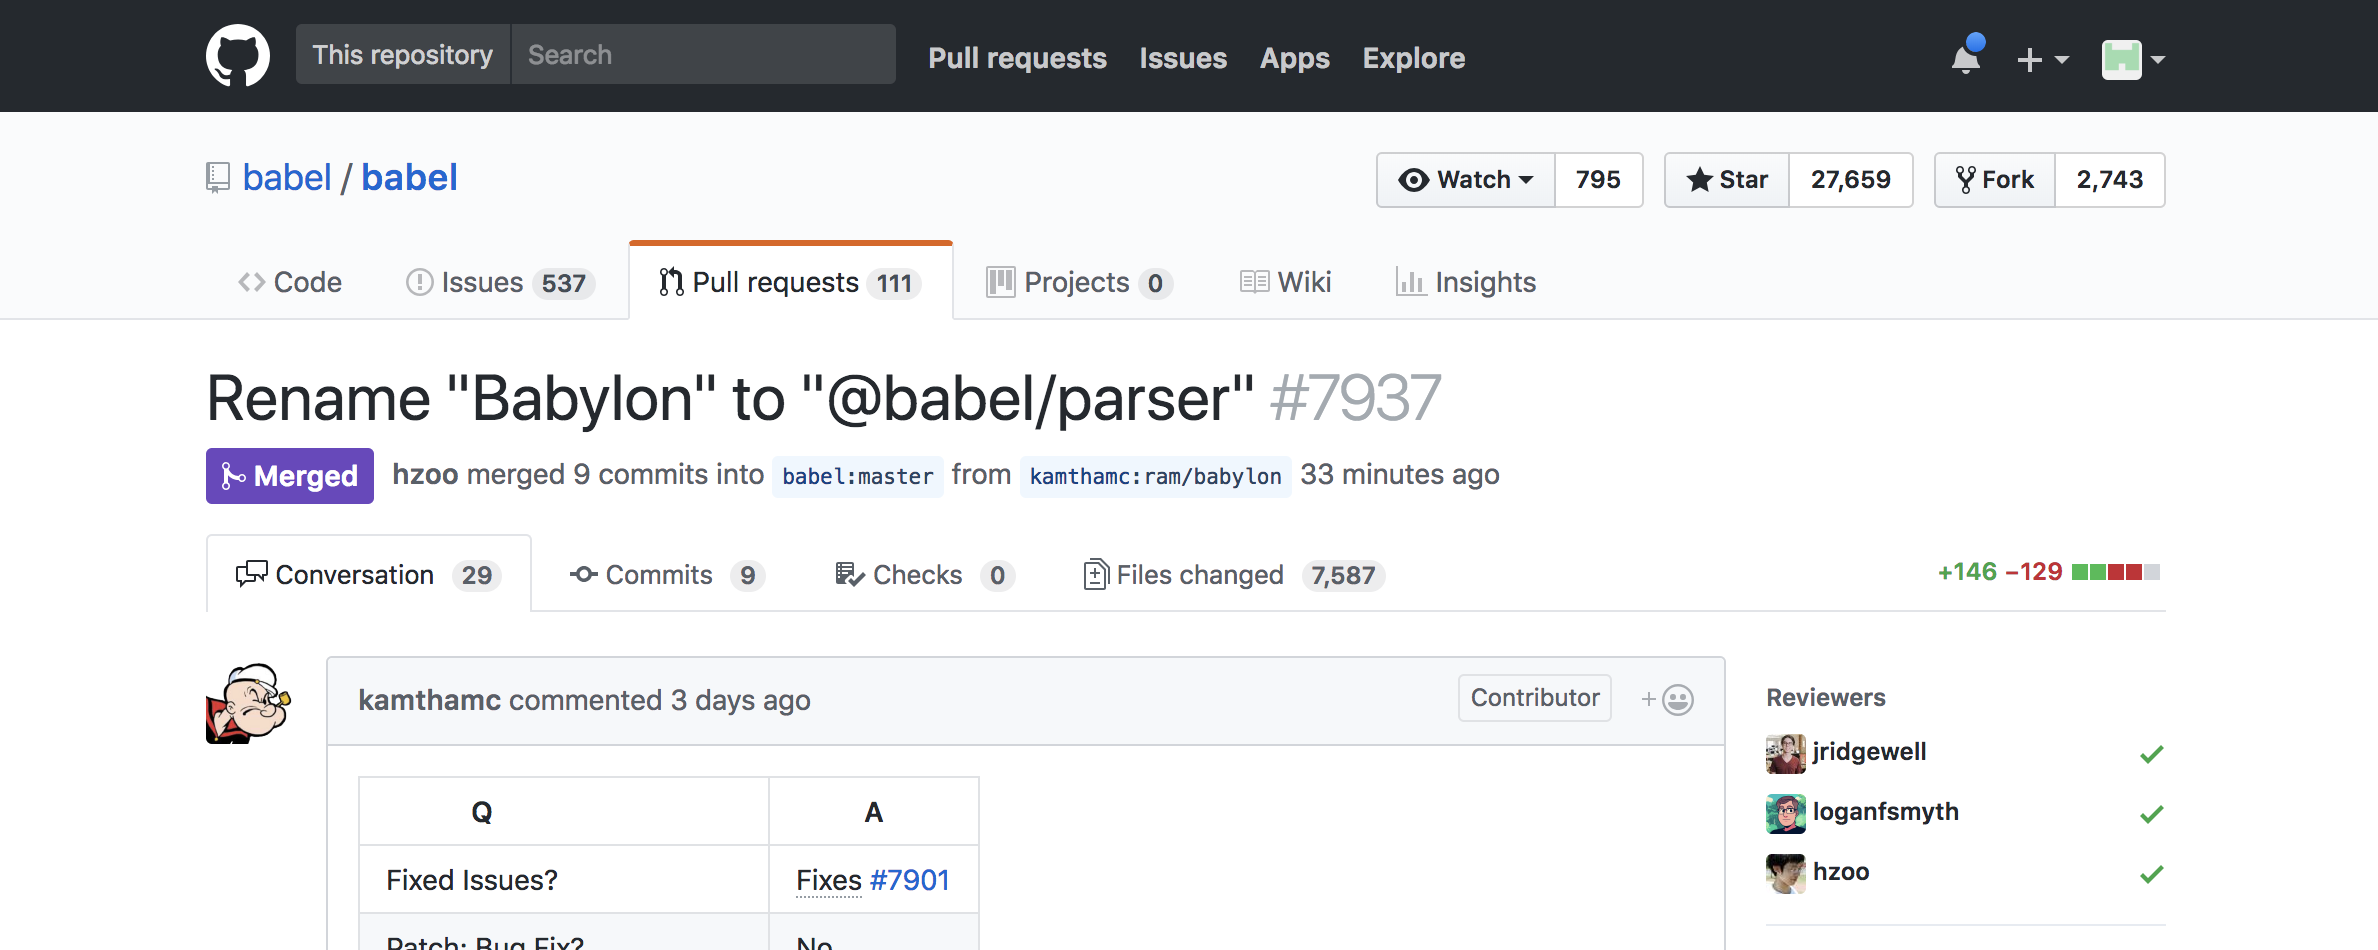 This repository Search Pull requests Issues Apps Explore
babel / babel Watch 795 Star 27,659 Fork 2,743
Code Issues 537 Pull requests 111 Projects 0 Wiki Insights
Rename "Babylon" to "@babel/parser" #7937
Merged hzoo merged 9 commits into babel:master from kamthamc:ram/babylon 33 minutes ago
Conversation 29 Commits 9 Checks 0 Files changed 7,587 +146 −129
kamthamc commented 3 days ago Contributor
Reviewers
jridgewell
loganfsmyth
hzoo
Q A
Fixed Issues? Fixes #7901
Patch: Bug Fix? No